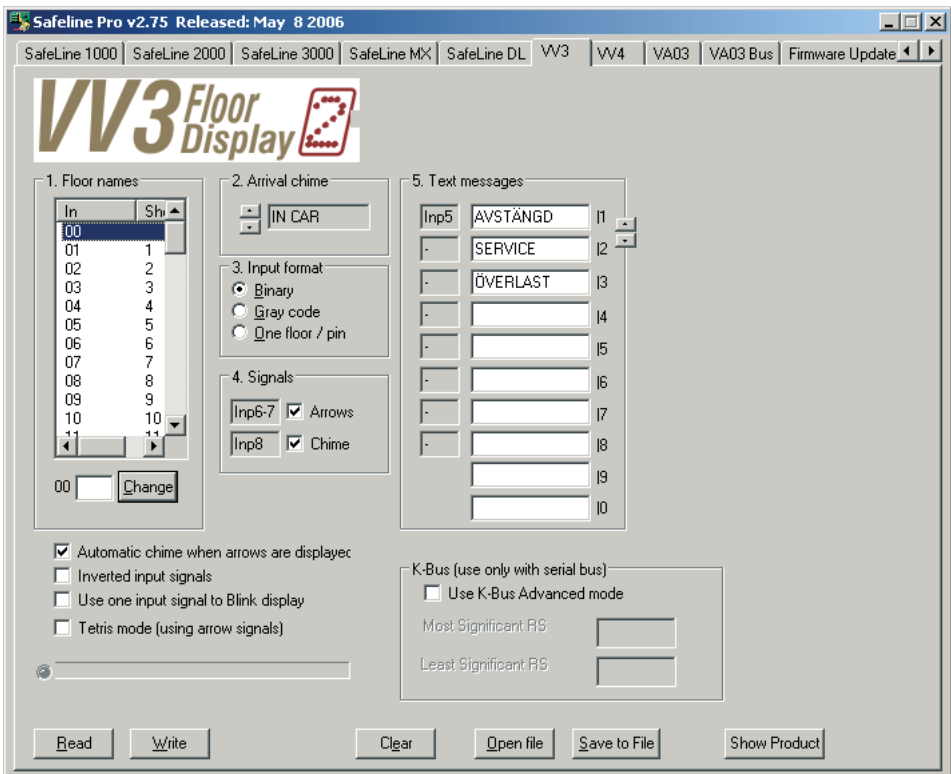 Safeline Pro v2.75 Released: May 8 2006
SafeLine 1000 SafeLine 2000 SafeLine 3000 SafeLine MX SafeLine DL VV3 VV4 VA03 VA03 Bus Firmware Update
VV3 Floor Display 2
1. Floor names
In Sh
00
01 1
02 2
03 3
04 4
05 5
06 6
07 7
08 8
09 9
10 10
11 11
00 Change
2. Arrival chime
IN CAR
3. Input format
Binary
Gray code
One floor / pin
4. Signals
Inp6-7 Arrows
Inp8 Chime
5. Text messages
Inp5 AVSTÄNGD I1
- SERVICE I2
- ÖVERLAST I3
- I4
- I5
- I6
- I7
- I8
I9
I0
Automatic chime when arrows are displayed
Inverted input signals
Use one input signal to Blink display
Tetris mode (using arrow signals)
K-Bus (use only with serial bus)
Use K-Bus Advanced mode
Most Significant RS
Least Significant RS
Read Write Clear Open file Save to File Show Product